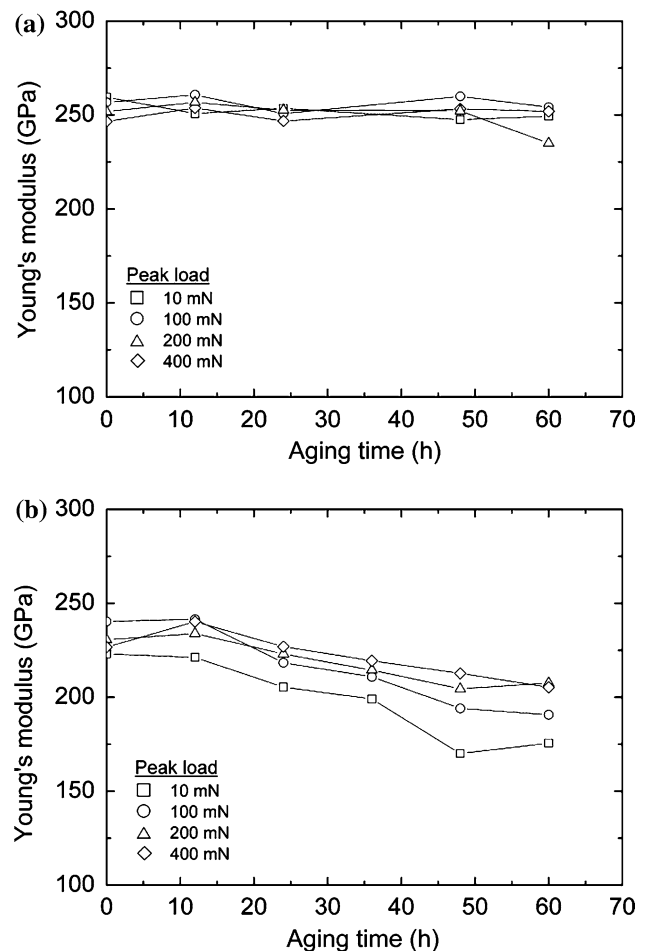 (a)
300
250
200
150
100
Young's modulus (GPa)
Peak load
10 mN
100 mN
200 mN
400 mN
0 10 20 30 40 50 60 70
Aging time (h)
(b)
300
250
200
150
100
Young's modulus (GPa)
Peak load
10 mN
100 mN
200 mN
400 mN
0 10 20 30 40 50 60 70
Aging time (h)